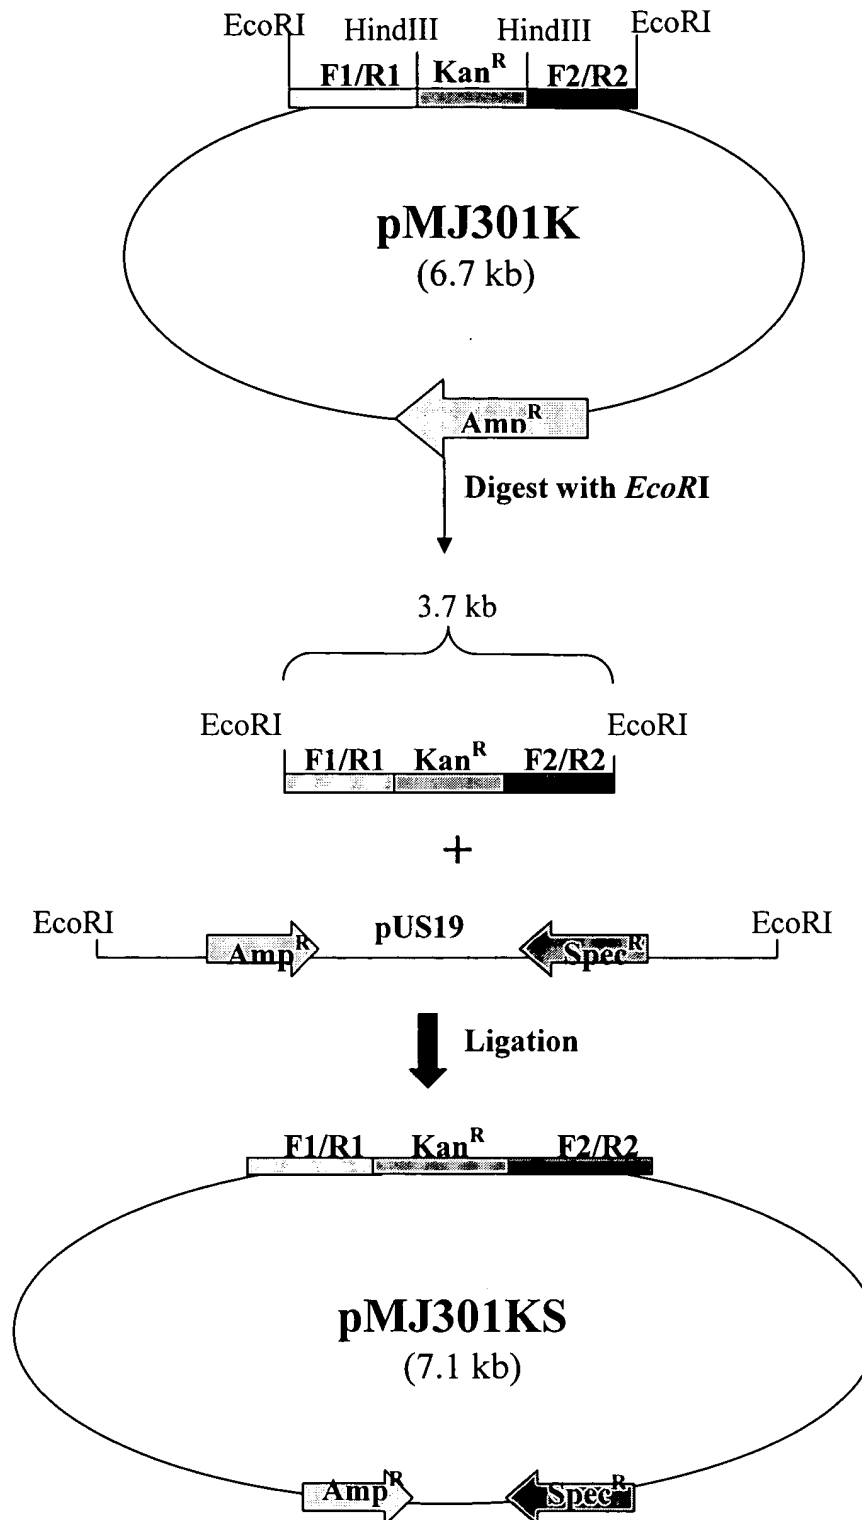 EcoRI HindIII HindIII EcoRI
F1/R1 Kan^R F2/R2
pMJ301K
(6.7 kb)
Amp^R
Digest with EcoRI
3.7 kb
EcoRI EcoRI
F1/R1 Kan^R F2/R2
+
EcoRI pUS19 EcoRI
Amp^R Spec^R
Ligation
F1/R1 Kan^R F2/R2
pMJ301KS
(7.1 kb)
Amp^R Spec^R